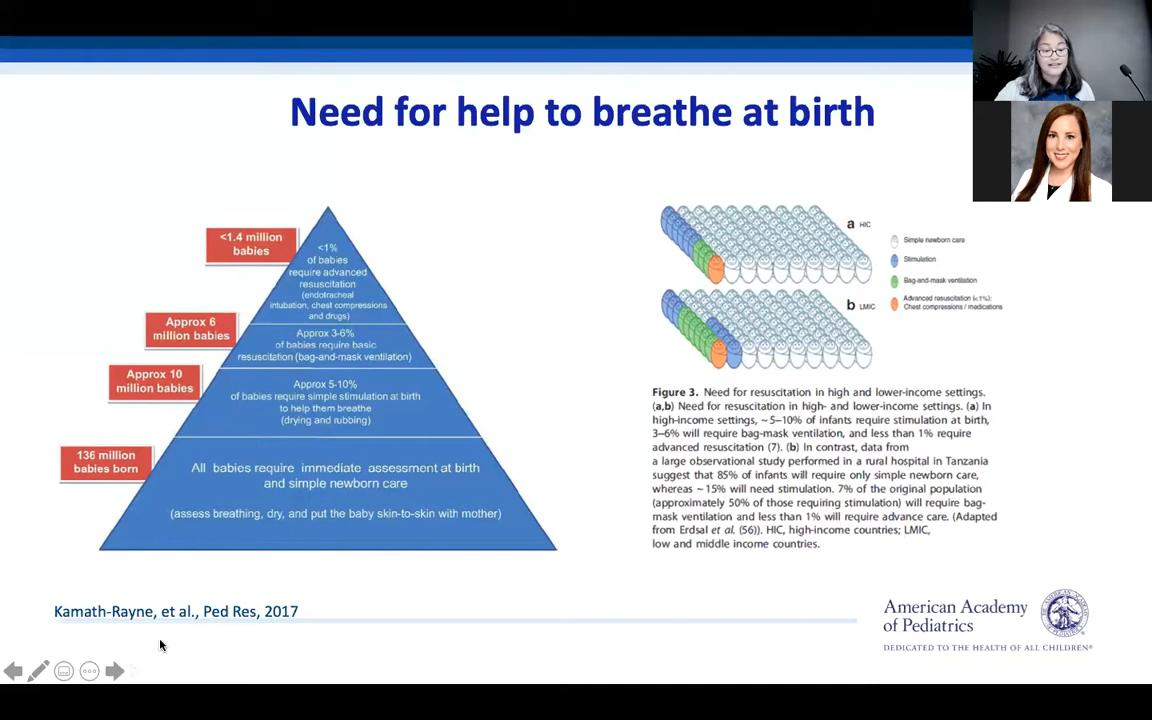 Need for help to breathe at birth
<1.4 million
babies
<1%
of babies
require advanced
resuscitation
(endotracheal
intubation, chest compressions
and drugs)
Approx 6
million babies
Approx 3-6%
of babies require basic
resuscitation (bag-and-mask ventilation)
Approx 10
million babies
Approx 5-10%
of babies require simple stimulation at birth
to help them breathe
(drying and rubbing)
136 million
babies born
All babies require immediate assessment at birth
and simple newborn care
(assess breathing, dry, and put the baby skin-to-skin with mother)
a HIC
b LMIC
Simple newborn care
Stimulation
Bag-and-mask ventilation
Advanced resuscitation (<1%):
Chest compressions / medications
Figure 3. Need for resuscitation in high and lower-income settings.
(a,b) Need for resuscitation in high- and lower-income settings. (a) In
high-income settings, ~5–10% of infants require stimulation at birth,
3–6% will require bag-mask ventilation, and less than 1% require
advanced resuscitation (7). (b) In contrast, data from
a large observational study performed in a rural hospital in Tanzania
suggest that 85% of infants will require only simple newborn care,
whereas ~15% will need stimulation. 7% of the original population
(approximately 50% of those requiring stimulation) will require bag-
mask ventilation and less than 1% will require advance care. (Adapted
from Erdsal et al. (56)). HIC, high-income countries; LMIC,
low and middle income countries.
Kamath-Rayne, et al., Ped Res, 2017
American Academy
of Pediatrics
DEDICATED TO THE HEALTH OF ALL CHILDREN®